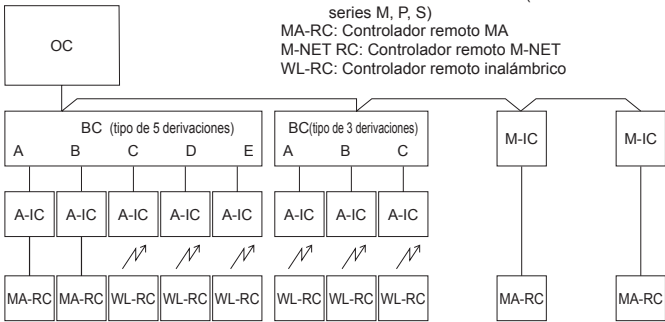 series M, P, S)
MA-RC: Controlador remoto MA
M-NET RC: Controlador remoto M-NET
WL-RC: Controlador remoto inalámbrico
OC
BC (tipo de 5 derivaciones)
A B C D E
BC(tipo de 3 derivaciones)
A B C
M-IC
M-IC
A-IC A-IC A-IC A-IC A-IC A-IC A-IC A-IC
MA-RC MA-RC WL-RC WL-RC WL-RC WL-RC WL-RC WL-RC MA-RC MA-RC